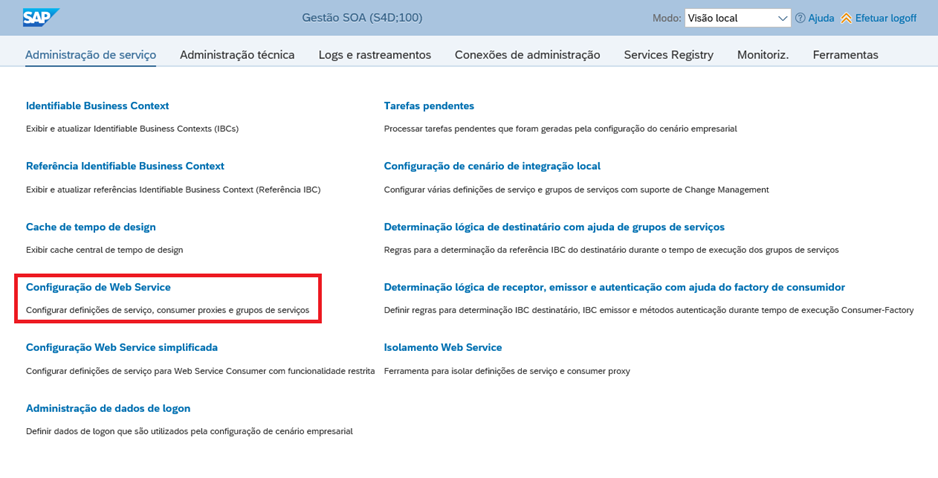 SAP Gestão SOA (S4D;100) Modo: Visão local Ajuda Efetuar logoff
Administração de serviço Administração técnica Logs e rastreamentos Conexões de administração Services Registry Monitoriz. Ferramentas
Identifiable Business Context
Exibir e atualizar Identifiable Business Contexts (IBCs)
Referência Identifiable Business Context
Exibir e atualizar referências Identifiable Business Context (Referência IBC)
Cache de tempo de design
Exibir cache central de tempo de design
Configuração de Web Service
Configurar definições de serviço, consumer proxies e grupos de serviços
Configuração Web Service simplificada
Configurar definições de serviço para Web Service Consumer com funcionalidade restrita
Administração de dados de logon
Definir dados de logon que são utilizados pela configuração de cenário empresarial
Tarefas pendentes
Processar tarefas pendentes que foram geradas pela configuração do cenário empresarial
Configuração de cenário de integração local
Configurar várias definições de serviço e grupos de serviços com suporte de Change Management
Determinação lógica de destinatário com ajuda de grupos de serviços
Regras para a determinação da referência IBC do destinatário durante o tempo de execução dos grupos de serviços
Determinação lógica de receptor, emissor e autenticação com ajuda do factory de consumidor
Definir regras para determinação IBC destinatário, IBC emissor e métodos autenticação durante tempo de execução Consumer-Factory
Isolamento Web Service
Ferramenta para isolar definições de serviço e consumer proxy